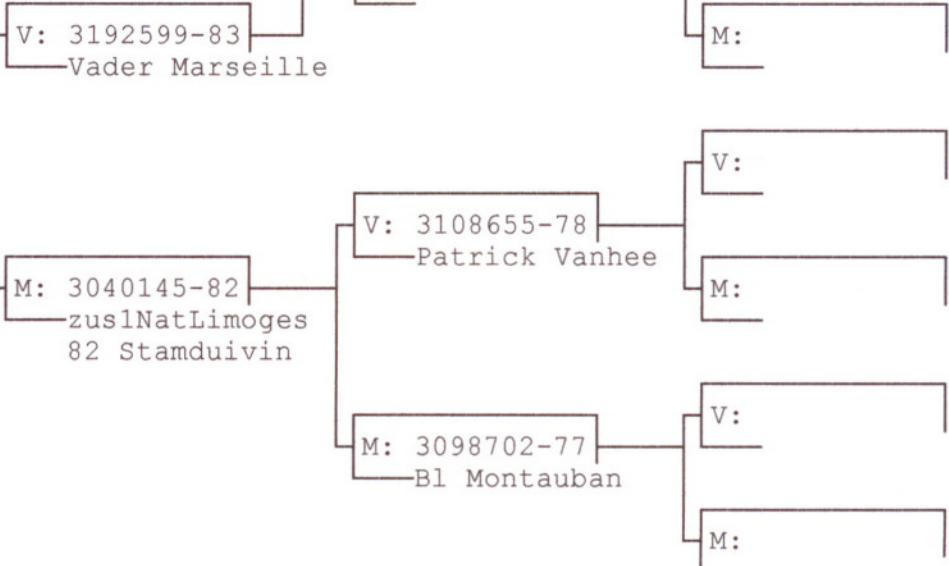 V: 3192599-83
Vader Marseille
M:
V:
V: 3108655-78
Patrick Vanhee
M: 3040145-82
zus1NatLimoges
82 Stamduivin
M:
V:
M: 3098702-77
Bl Montauban
M: